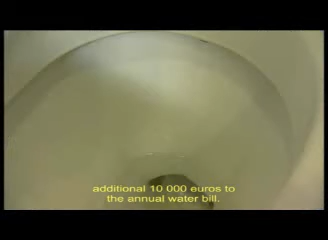 additional 10 000 euros to
the annual water bill.